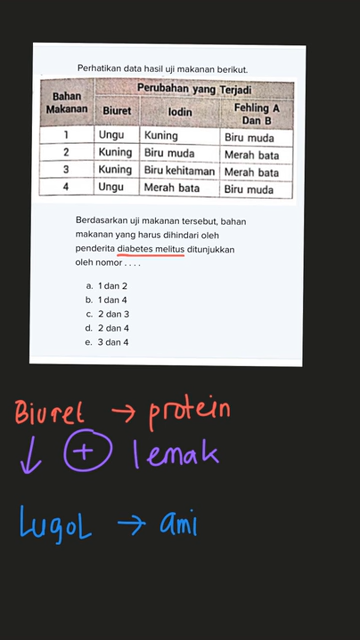 Perhatikan data hasil uji makanan berikut.
Bahan Makanan Perubahan yang Terjadi
Biuret Iodin Fehling A Dan B
1 Ungu Kuning Biru muda
2 Kuning Biru muda Merah bata
3 Kuning Biru kehitaman Merah bata
4 Ungu Merah bata Biru muda
Berdasarkan uji makanan tersebut, bahan
makanan yang harus dihindari oleh
penderita diabetes melitus ditunjukkan
oleh nomor . . . .
a. 1 dan 2
b. 1 dan 4
c. 2 dan 3
d. 2 dan 4
e. 3 dan 4
Biuret → protein
↓ + lemak
Lugol → ami